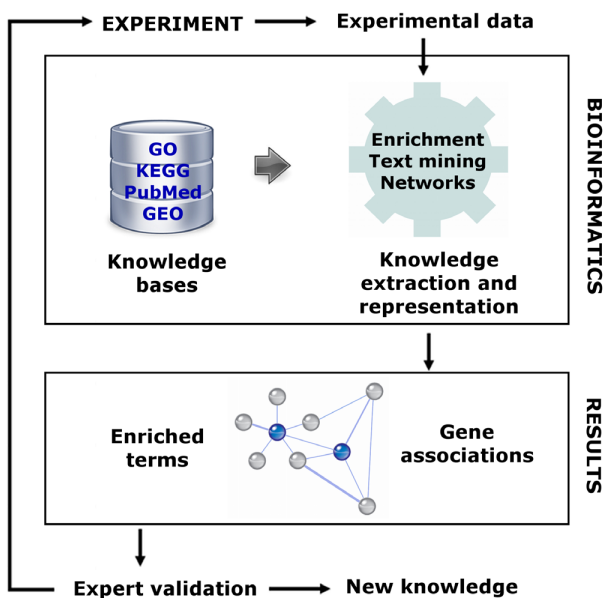 EXPERIMENT
Experimental data
BIOINFORMATICS
GO
KEGG
PubMed
GEO
Knowledge
bases
Enrichment
Text mining
Networks
Knowledge
extraction and
representation
RESULTS
Enriched
terms
Gene
associations
Expert validation
New knowledge